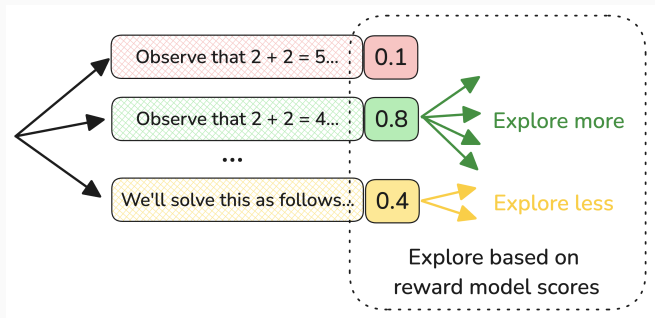 Observe that 2 + 2 = 5... 0.1
Observe that 2 + 2 = 4... 0.8 Explore more
...
We'll solve this as follows... 0.4 Explore less
Explore based on
reward model scores